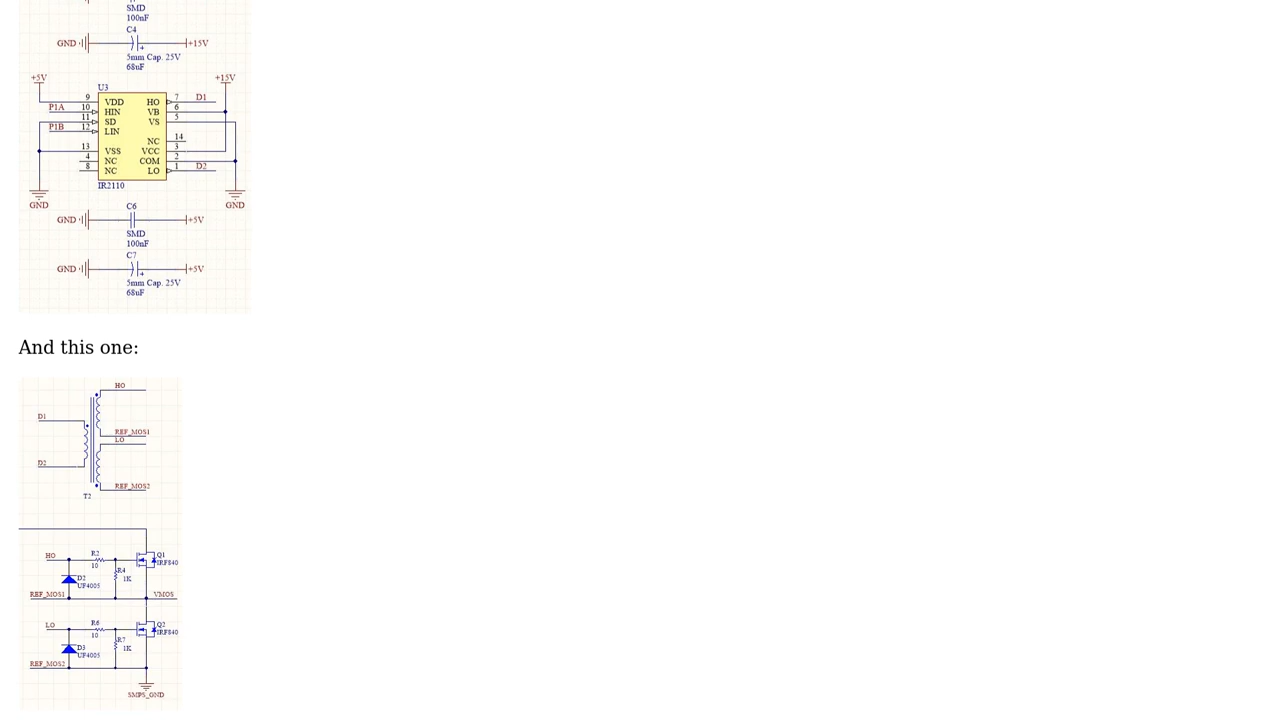 SMD
100nF
C4
GND
+15V
5mm Cap. 25V
68uF
+5V
+15V
U3
9 VDD HO 7 D1
P1A 10 HIN VB 6
11 SD VS 5
P1B 12 LIN
NC 14
13 VSS VCC 3
4 NC COM 2
8 NC LO 1 D2
IR2110
GND
GND
C6
GND
+5V
SMD
100nF
C7
GND
+5V
5mm Cap. 25V
68uF
And this one:
HO
D1
REF_MOS1
LO
D2
REF_MOS2
T2
HO
R2
10
Q1
IRF840
R4
1K
D2
UF4005
REF_MOS1
VMOS
LO
R6
10
Q2
IRF840
R7
1K
D3
UF4005
REF_MOS2
SMPS_GND